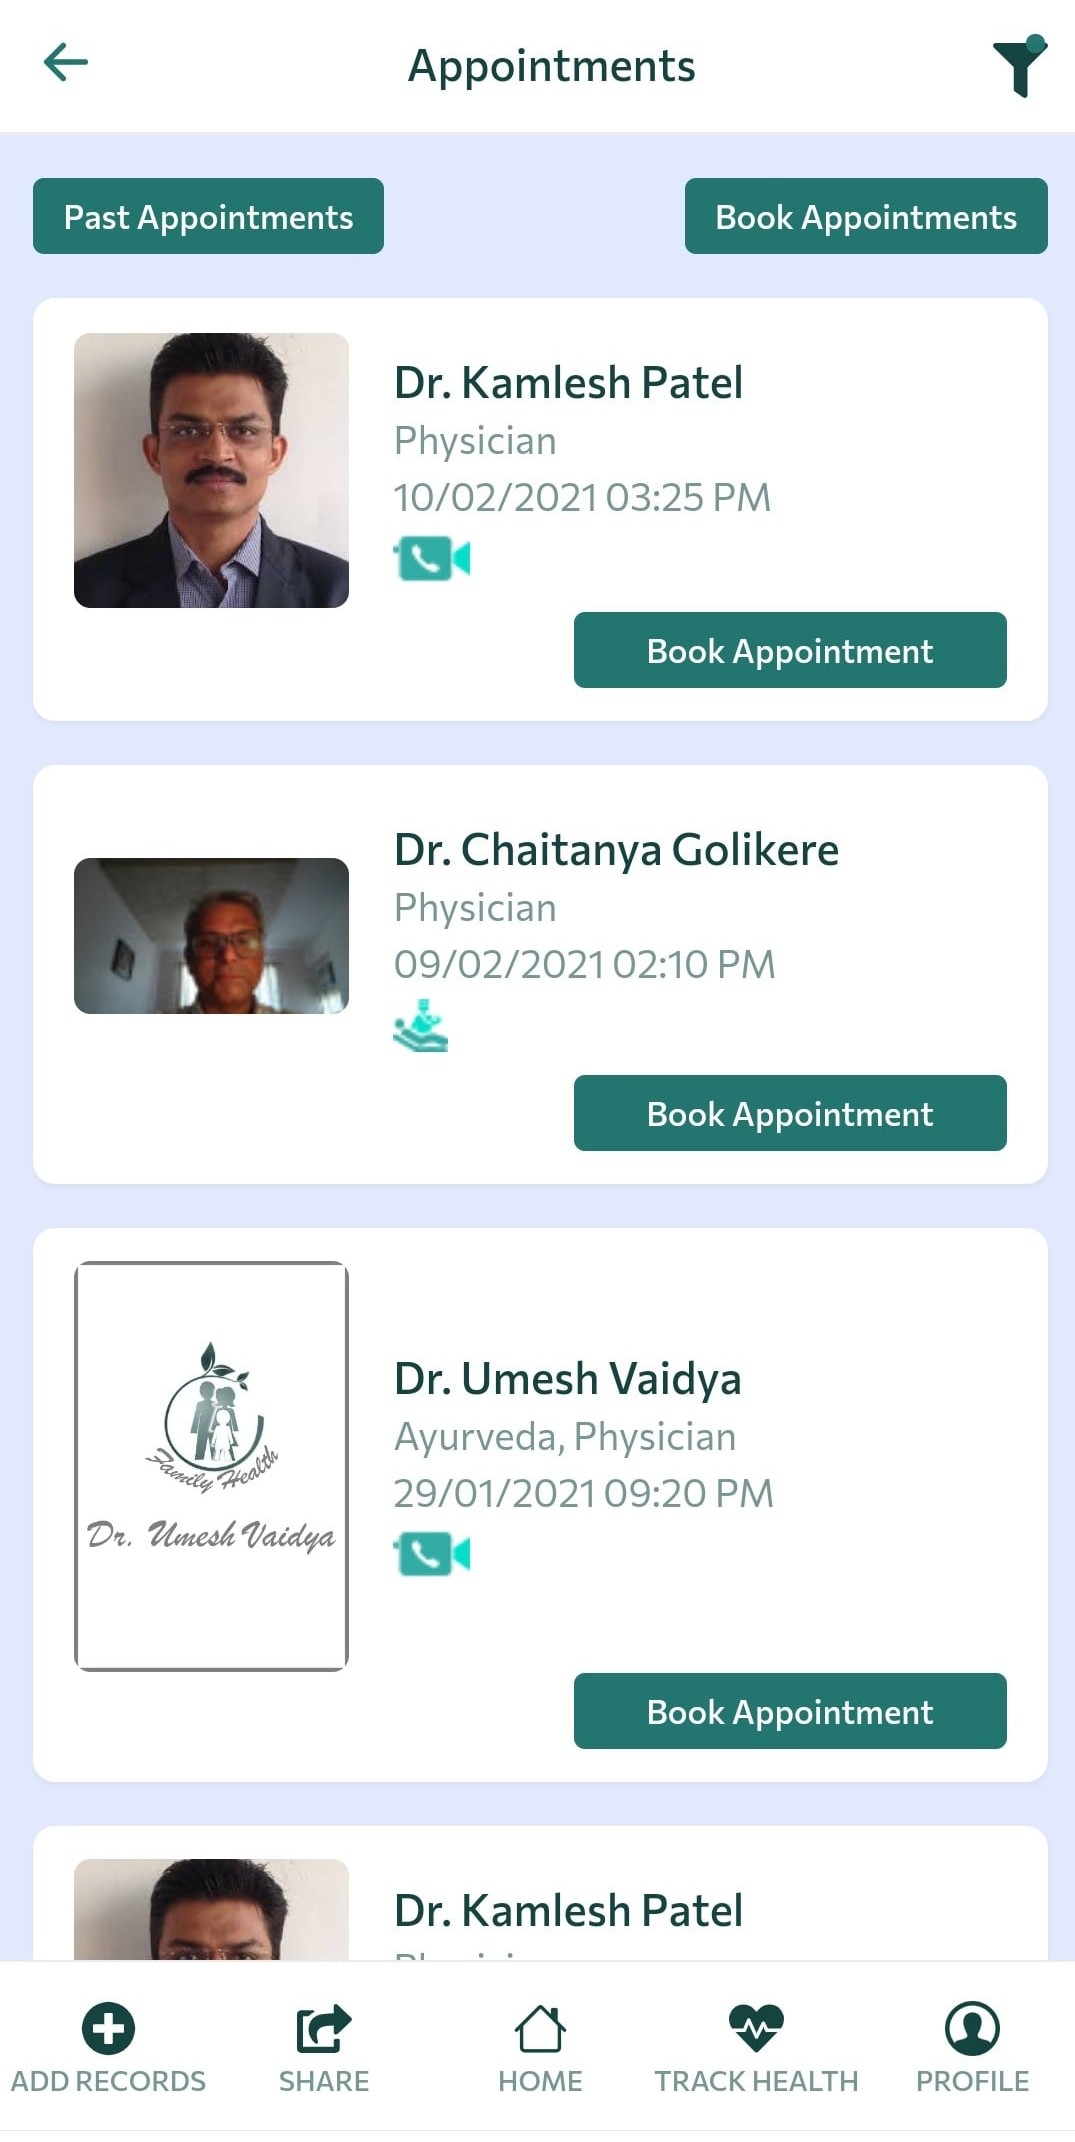 Appointments
Past Appointments
Book Appointments
Dr. Kamlesh Patel
Physician
10/02/2021 03:25 PM
Book Appointment
Dr. Chaitanya Golikere
Physician
09/02/2021 02:10 PM
Book Appointment
Family Health
Dr. Umesh Vaidya
Dr. Umesh Vaidya
Ayurveda, Physician
29/01/2021 09:20 PM
Book Appointment
Dr. Kamlesh Patel
ADD RECORDS
SHARE
HOME
TRACK HEALTH
PROFILE